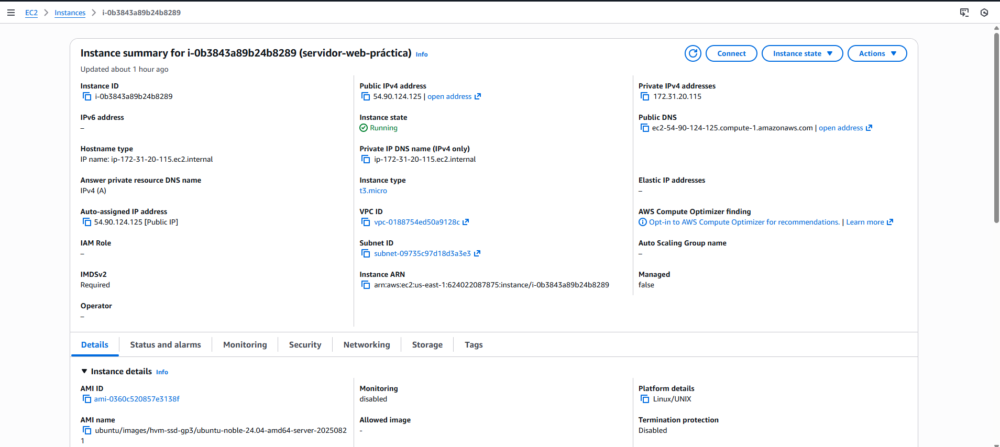 EC2 > Instances > i-0b3843a89b24b8289
Instance summary for i-0b3843a89b24b8289 (servidor-web-práctica) Info
Connect
Instance state
Actions
Updated about 1 hour ago
Instance ID
i-0b3843a89b24b8289
Public IPv4 address
54.90.124.125 | open address
Private IPv4 addresses
172.31.20.115
IPv6 address
–
Instance state
Running
Public DNS
ec2-54-90-124-125.compute-1.amazonaws.com | open address
Hostname type
IP name: ip-172-31-20-115.ec2.internal
Private IP DNS name (IPv4 only)
ip-172-31-20-115.ec2.internal
Answer private resource DNS name
IPv4 (A)
Instance type
t3.micro
Elastic IP addresses
–
Auto-assigned IP address
54.90.124.125 [Public IP]
VPC ID
vpc-0188754ed50a9128c
AWS Compute Optimizer finding
Opt-in to AWS Compute Optimizer for recommendations. | Learn more
IAM Role
–
Subnet ID
subnet-09735c97d18d3a3e3
Auto Scaling Group name
–
IMDSv2
Required
Instance ARN
arn:aws:ec2:us-east-1:624022087875:instance/i-0b3843a89b24b8289
Managed
false
Operator
–
Details
Status and alarms
Monitoring
Security
Networking
Storage
Tags
Instance details Info
AMI ID
ami-0360c520857e3138f
Monitoring
disabled
Platform details
Linux/UNIX
AMI name
ubuntu/images/hvm-ssd-gp3/ubuntu-noble-24.04-amd64-server-2025082
1
Allowed image
-
Termination protection
Disabled